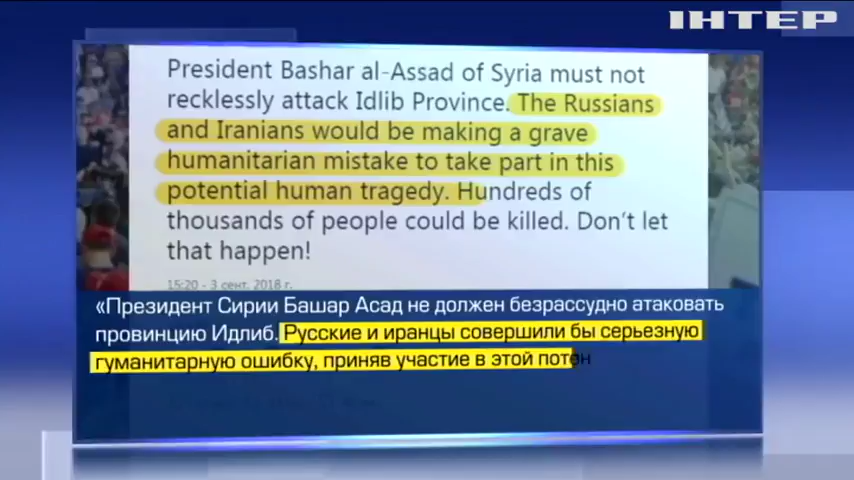 ІНТЕР
President Bashar al-Assad of Syria must not
recklessly attack Idlib Province. The Russians
and Iranians would be making a grave
humanitarian mistake to take part in this
potential human tragedy. Hundreds of
thousands of people could be killed. Don't let
that happen!
15:20 - 3 сент. 2018 г.
«Президент Сирии Башар Асад не должен безрассудно атаковать
провинцию Идлиб. Русские и иранцы совершили бы серьезную
гуманитарную ошибку, приняв участие в этой потен